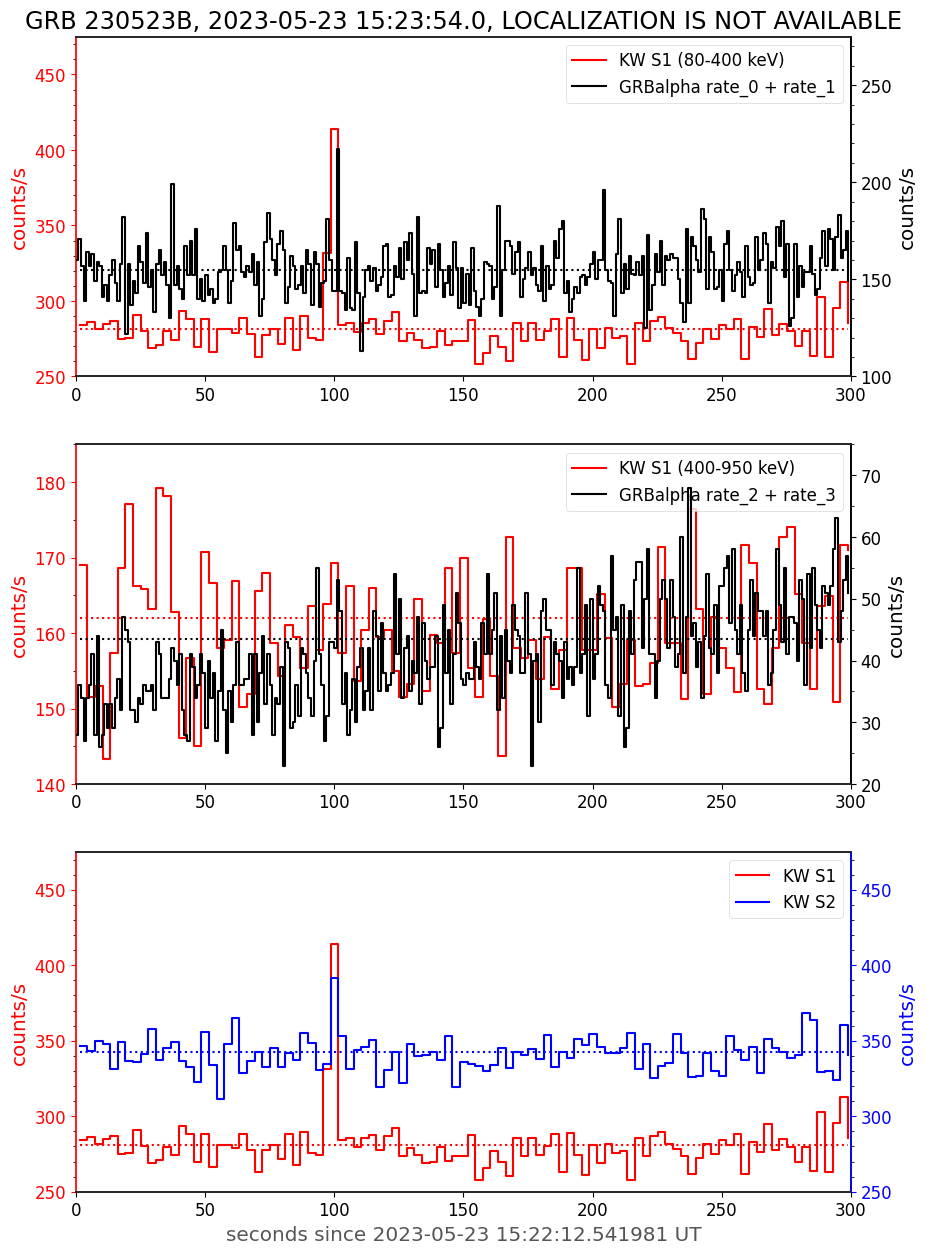 GRB 230523B, 2023-05-23 15:23:54.0, LOCALIZATION IS NOT AVAILABLE
KW S1 (80-400 keV)
GRBalpha rate_0 + rate_1
450
400
350
300
250
counts/s
250
200
150
100
counts/s
0 50 100 150 200 250 300
KW S1 (400-950 keV)
GRBalpha rate_2 + rate_3
180
170
160
150
140
counts/s
70
60
50
40
30
20
counts/s
0 50 100 150 200 250 300
KW S1
KW S2
450
400
350
300
250
counts/s
450
400
350
300
250
counts/s
0 50 100 150 200 250 300
seconds since 2023-05-23 15:22:12.541981 UT